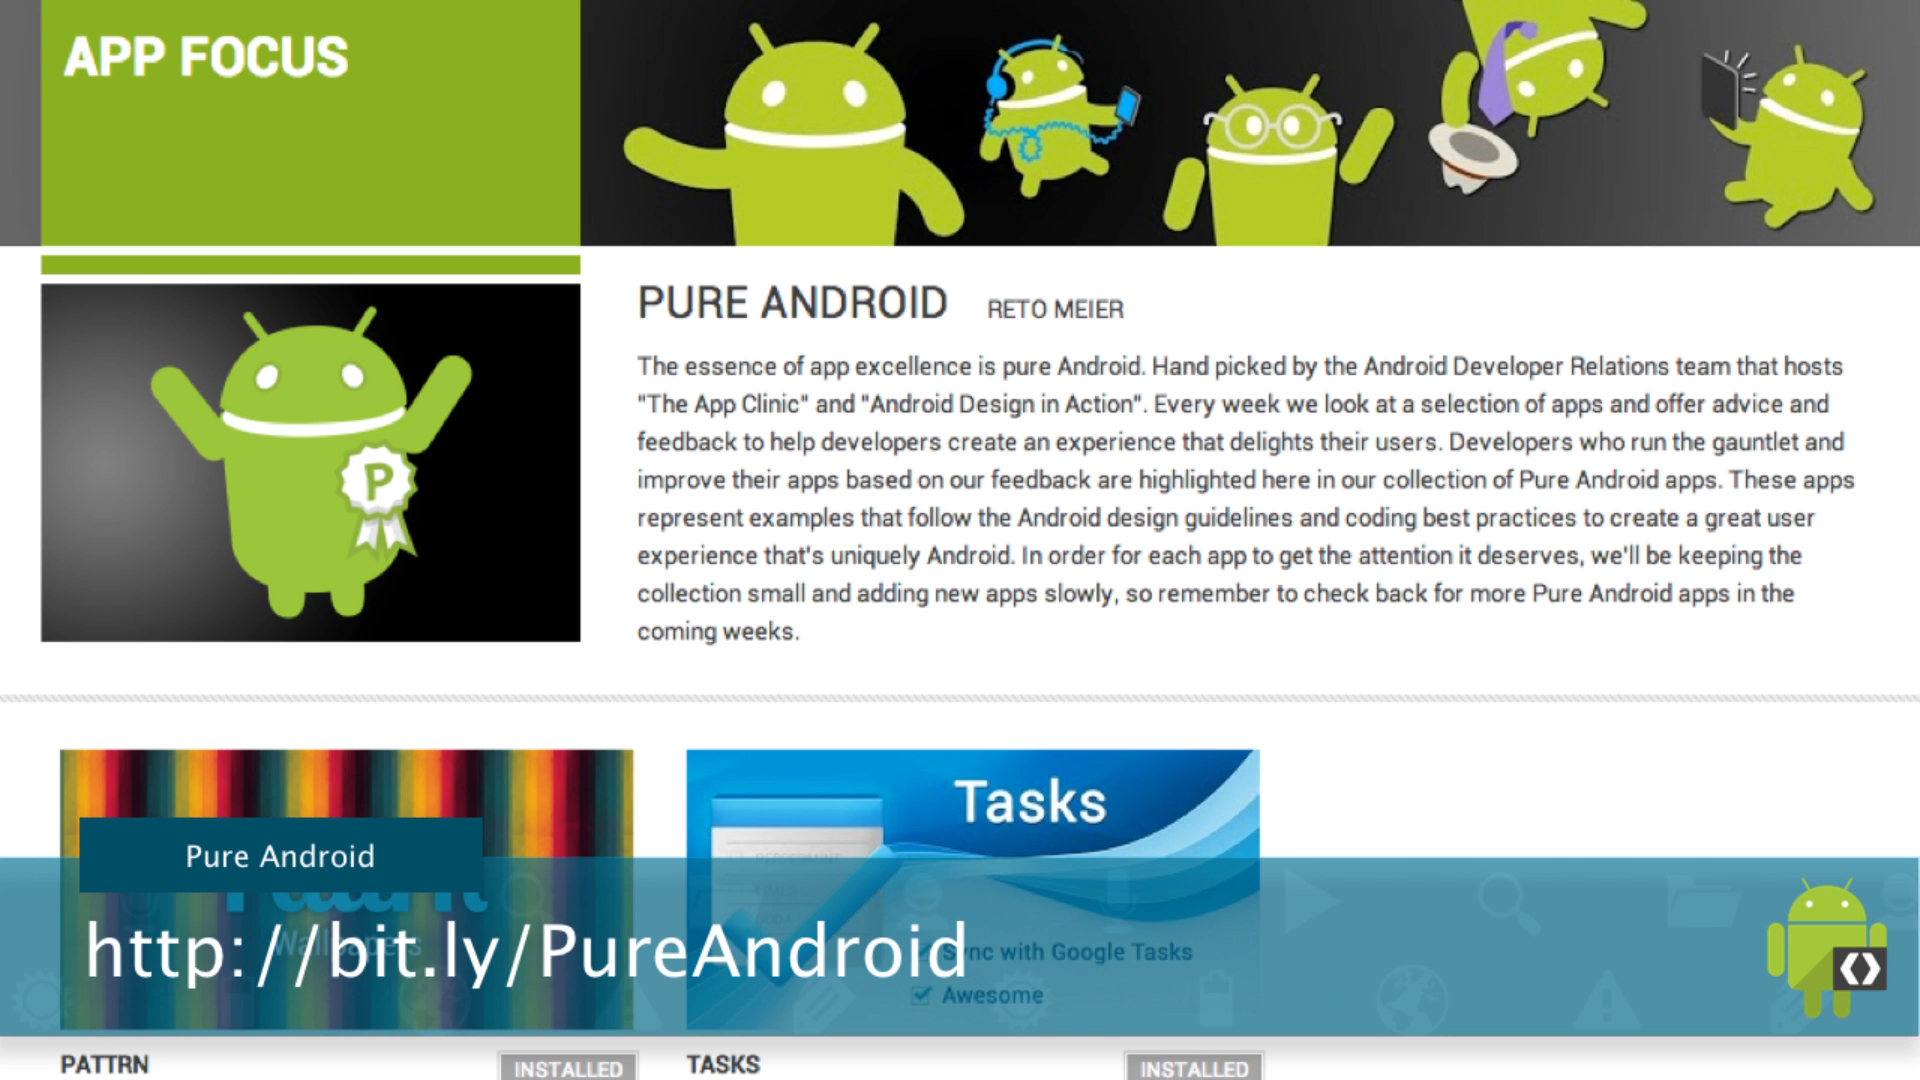 APP FOCUS
PURE ANDROID RETO MEIER
The essence of app excellence is pure Android. Hand picked by the Android Developer Relations team that hosts
"The App Clinic" and "Android Design in Action". Every week we look at a selection of apps and offer advice and
feedback to help developers create an experience that delights their users. Developers who run the gauntlet and
improve their apps based on our feedback are highlighted here in our collection of Pure Android apps. These apps
represent examples that follow the Android design guidelines and coding best practices to create a great user
experience that's uniquely Android. In order for each app to get the attention it deserves, we'll be keeping the
collection small and adding new apps slowly, so remember to check back for more Pure Android apps in the
coming weeks.
P
Tasks
Pure Android
http://bit.ly/PureAndroid
Wallpapers
Sync with Google Tasks
Awesome
PATTRN INSTALLED
TASKS INSTALLED